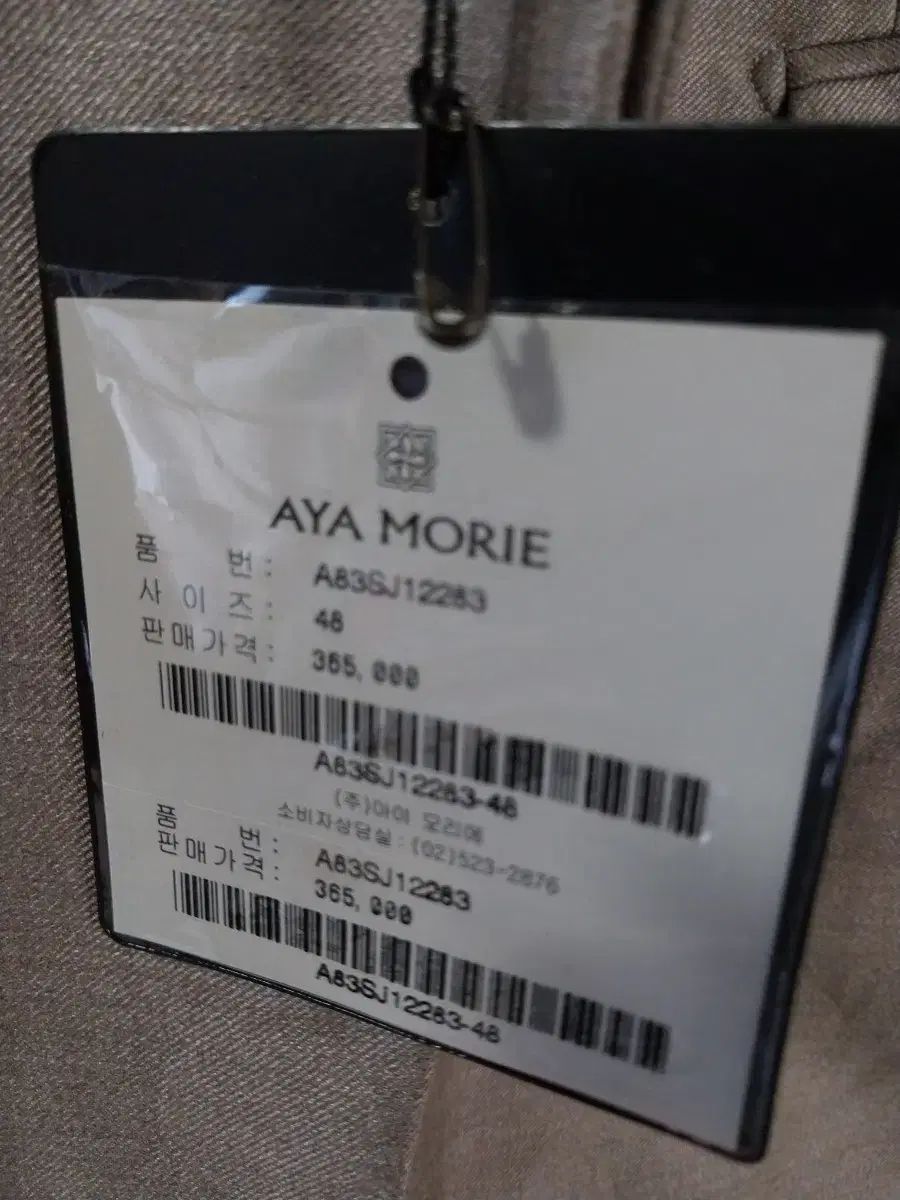 AYA MORIE
품 번 : A83SJ12283
사 이 즈 : 48
판매가격 : 365,000
A83SJ12283-48
(주)아이 모리에
소비자상담실 : (02)523-2876
품 번 : A83SJ12283
판매가격 : 365,000
A83SJ12283-48